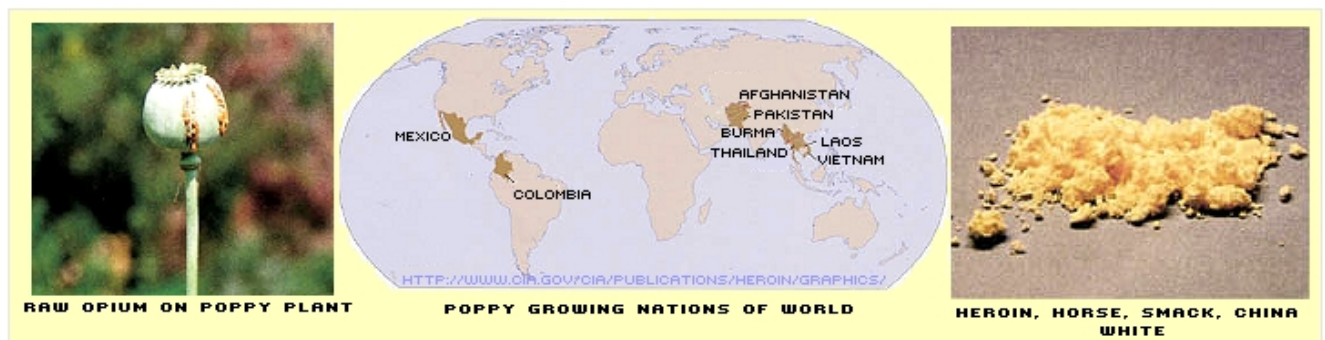 RAW OPIUM ON POPPY PLANT
MEXICO
COLOMBIA
AFGHANISTAN
PAKISTAN
BURMA
LAOS
THAILAND
VIETNAM
HTTP://WWW.CIA.GOV/CIA/PUBLICATIONS/HEROIN/GRAPHICS/
POPPY GROWING NATIONS OF WORLD
HEROIN, HORSE, SMACK, CHINA
WHITE